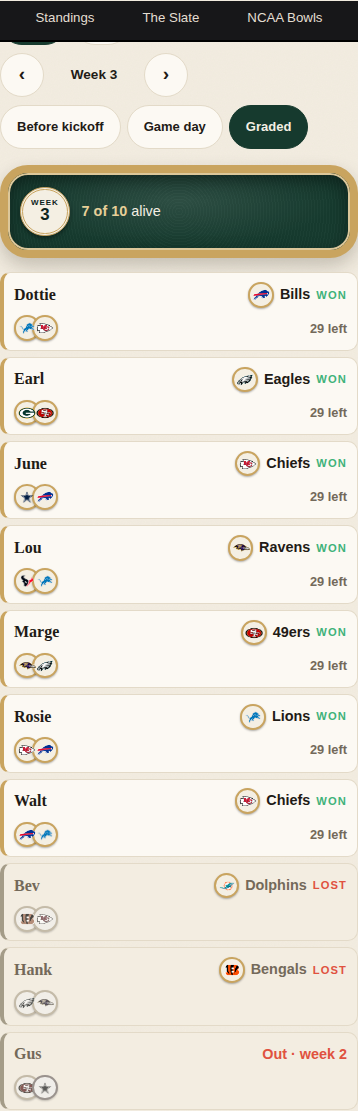 Standings The Slate NCAA Bowls
‹ Week 3 ›
Before kickoff Game day Graded
WEEK
3
7 of 10 alive
Dottie Bills WON
29 left
Earl Eagles WON
29 left
June Chiefs WON
29 left
Lou Ravens WON
29 left
Marge 49ers WON
29 left
Rosie Lions WON
29 left
Walt Chiefs WON
29 left
Bev Dolphins LOST
Hank Bengals LOST
Gus Out · week 2